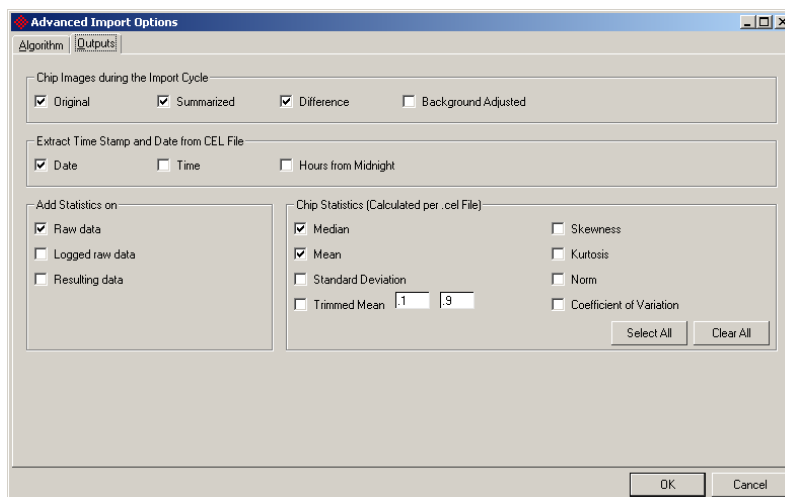 Advanced Import Options
Algorithm Outputs
Chip Images during the Import Cycle
Original Summarized Difference Background Adjusted
Extract Time Stamp and Date from CEL File
Date Time Hours from Midnight
Add Statistics on
Raw data
Logged raw data
Resulting data
Chip Statistics (Calculated per .cel File)
Median Skewness
Mean Kurtosis
Standard Deviation Norm
Trimmed Mean .1 .9 Coefficient of Variation
Select All Clear All
OK Cancel